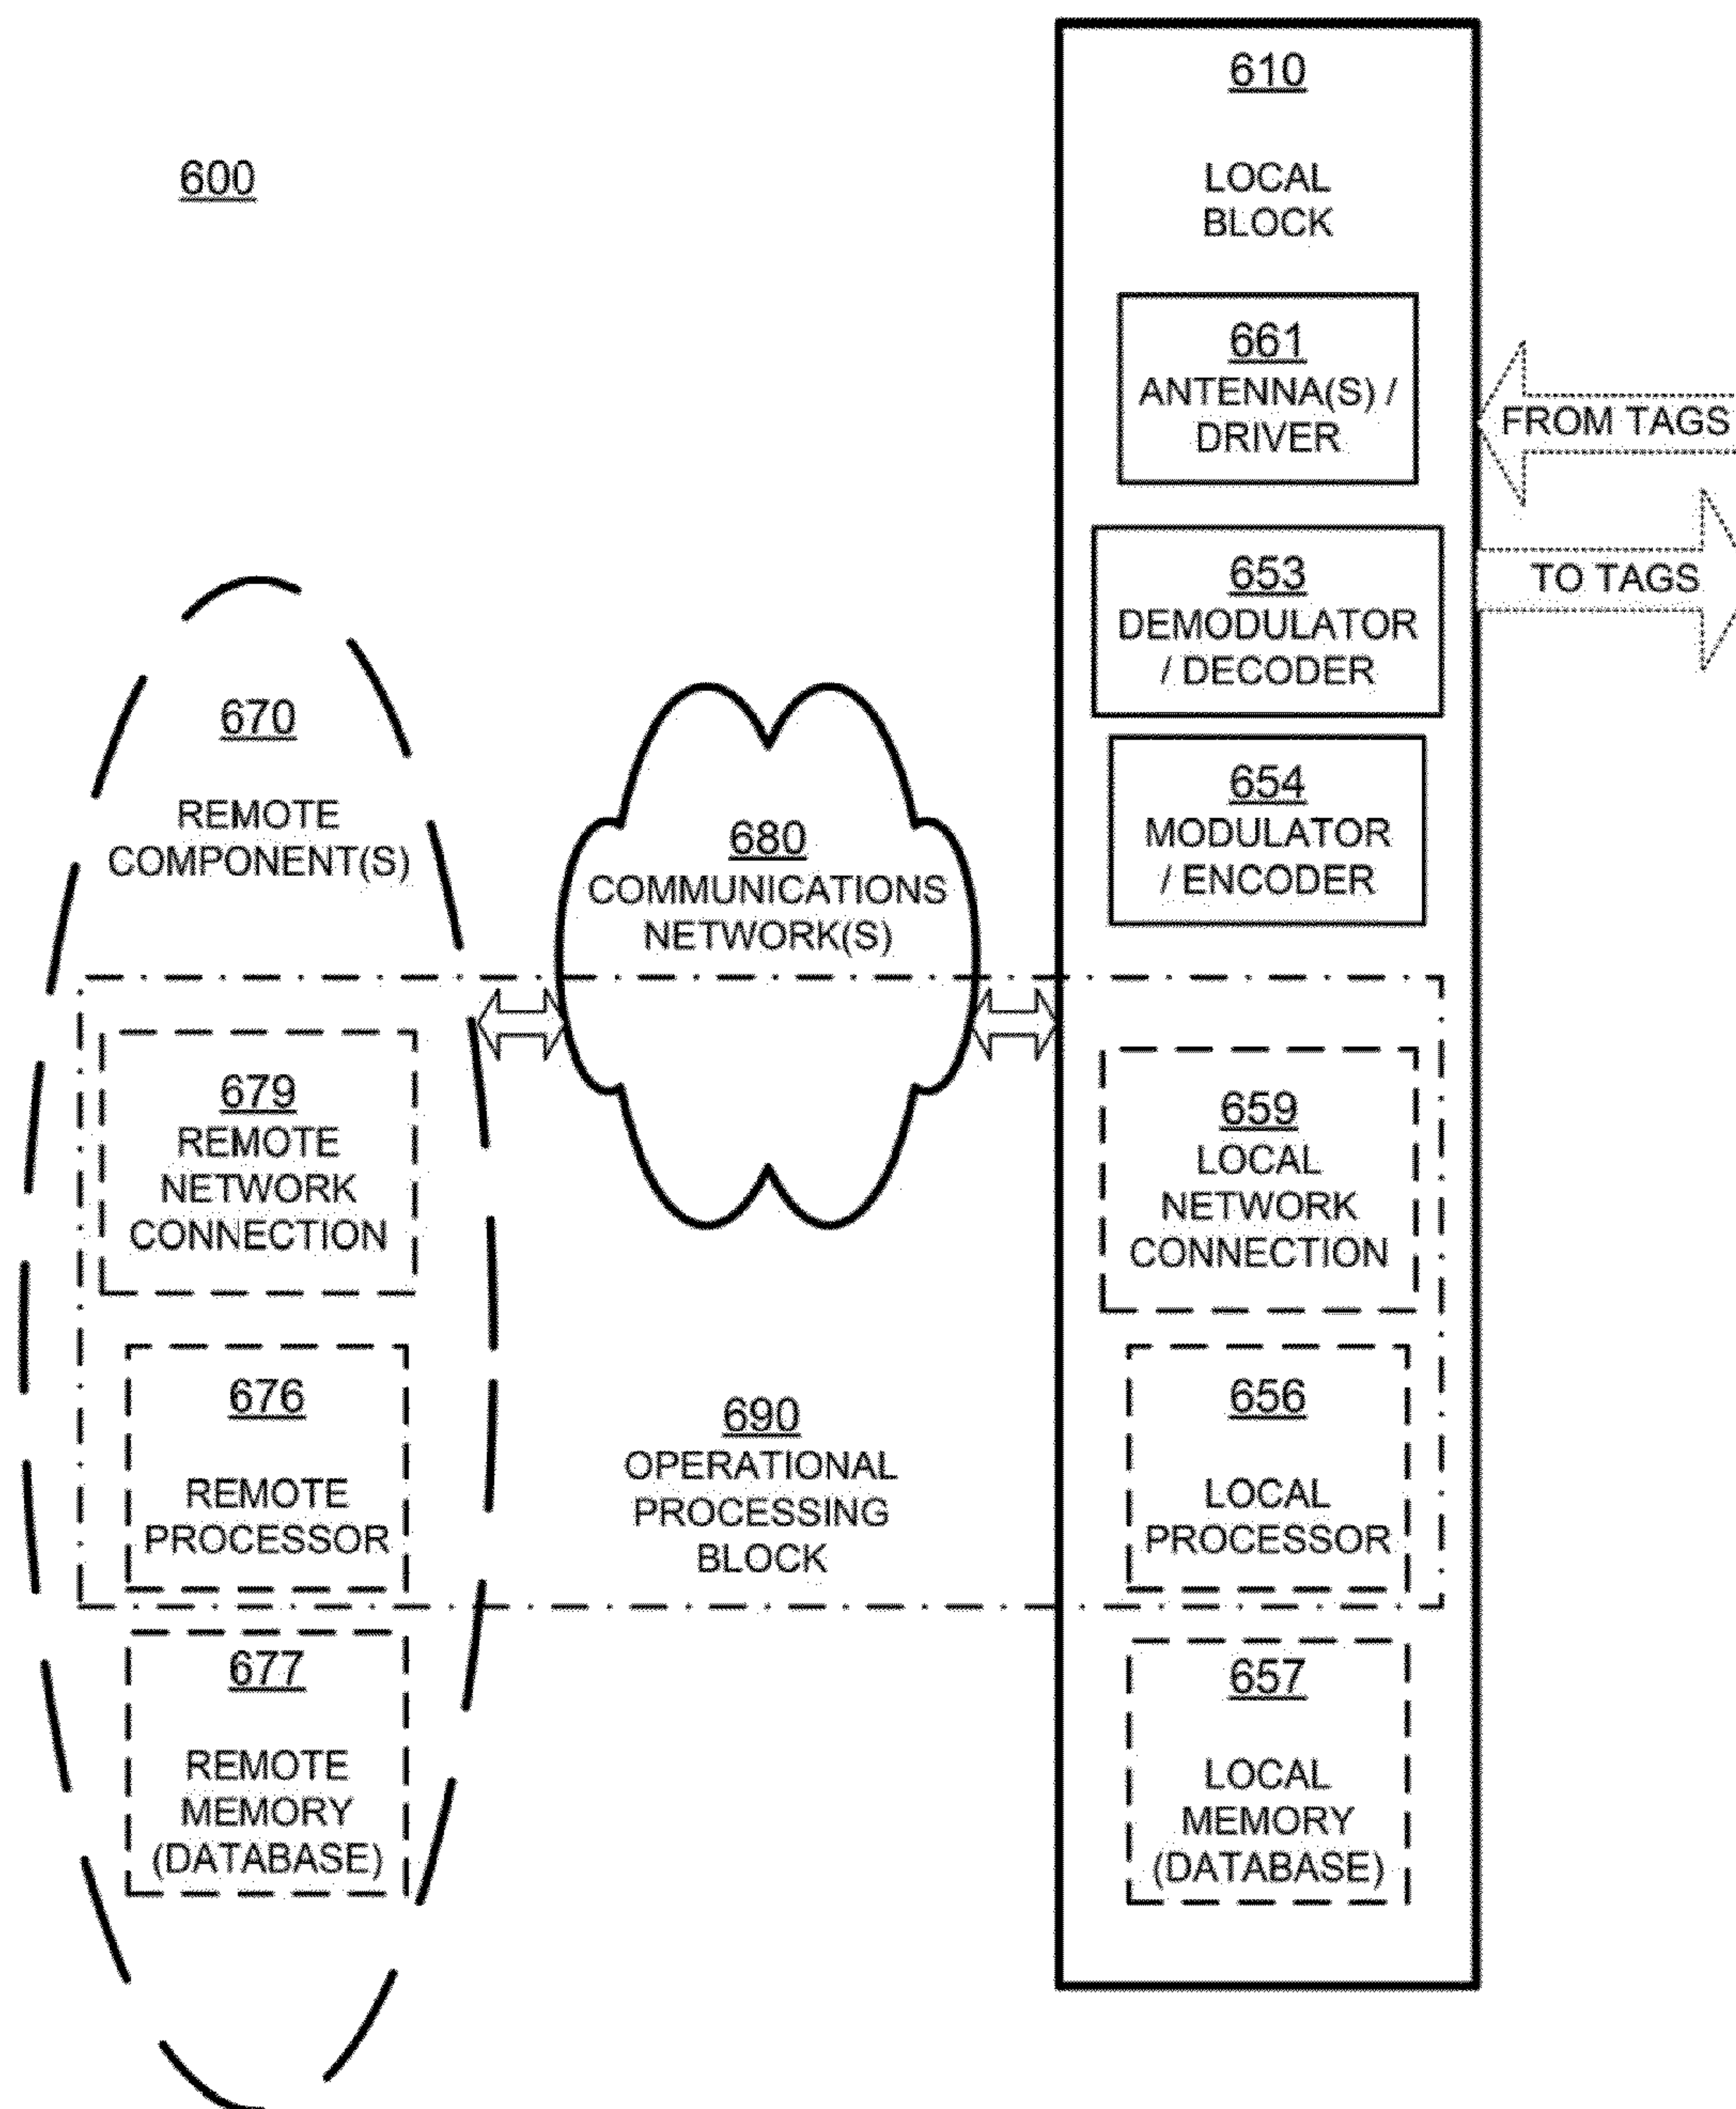 600
610
LOCAL
BLOCK
661
ANTENNA(S) /
DRIVER
FROM TAGS
653
DEMODULATOR
/ DECODER
TO TAGS
654
MODULATOR
/ ENCODER
670
REMOTE
COMPONENT(S)
680
COMMUNICATIONS
NETWORK(S)
679
REMOTE
NETWORK
CONNECTION
659
LOCAL
NETWORK
CONNECTION
676
REMOTE
PROCESSOR
690
OPERATIONAL
PROCESSING
BLOCK
656
LOCAL
PROCESSOR
677
REMOTE
MEMORY
(DATABASE)
657
LOCAL
MEMORY
(DATABASE)